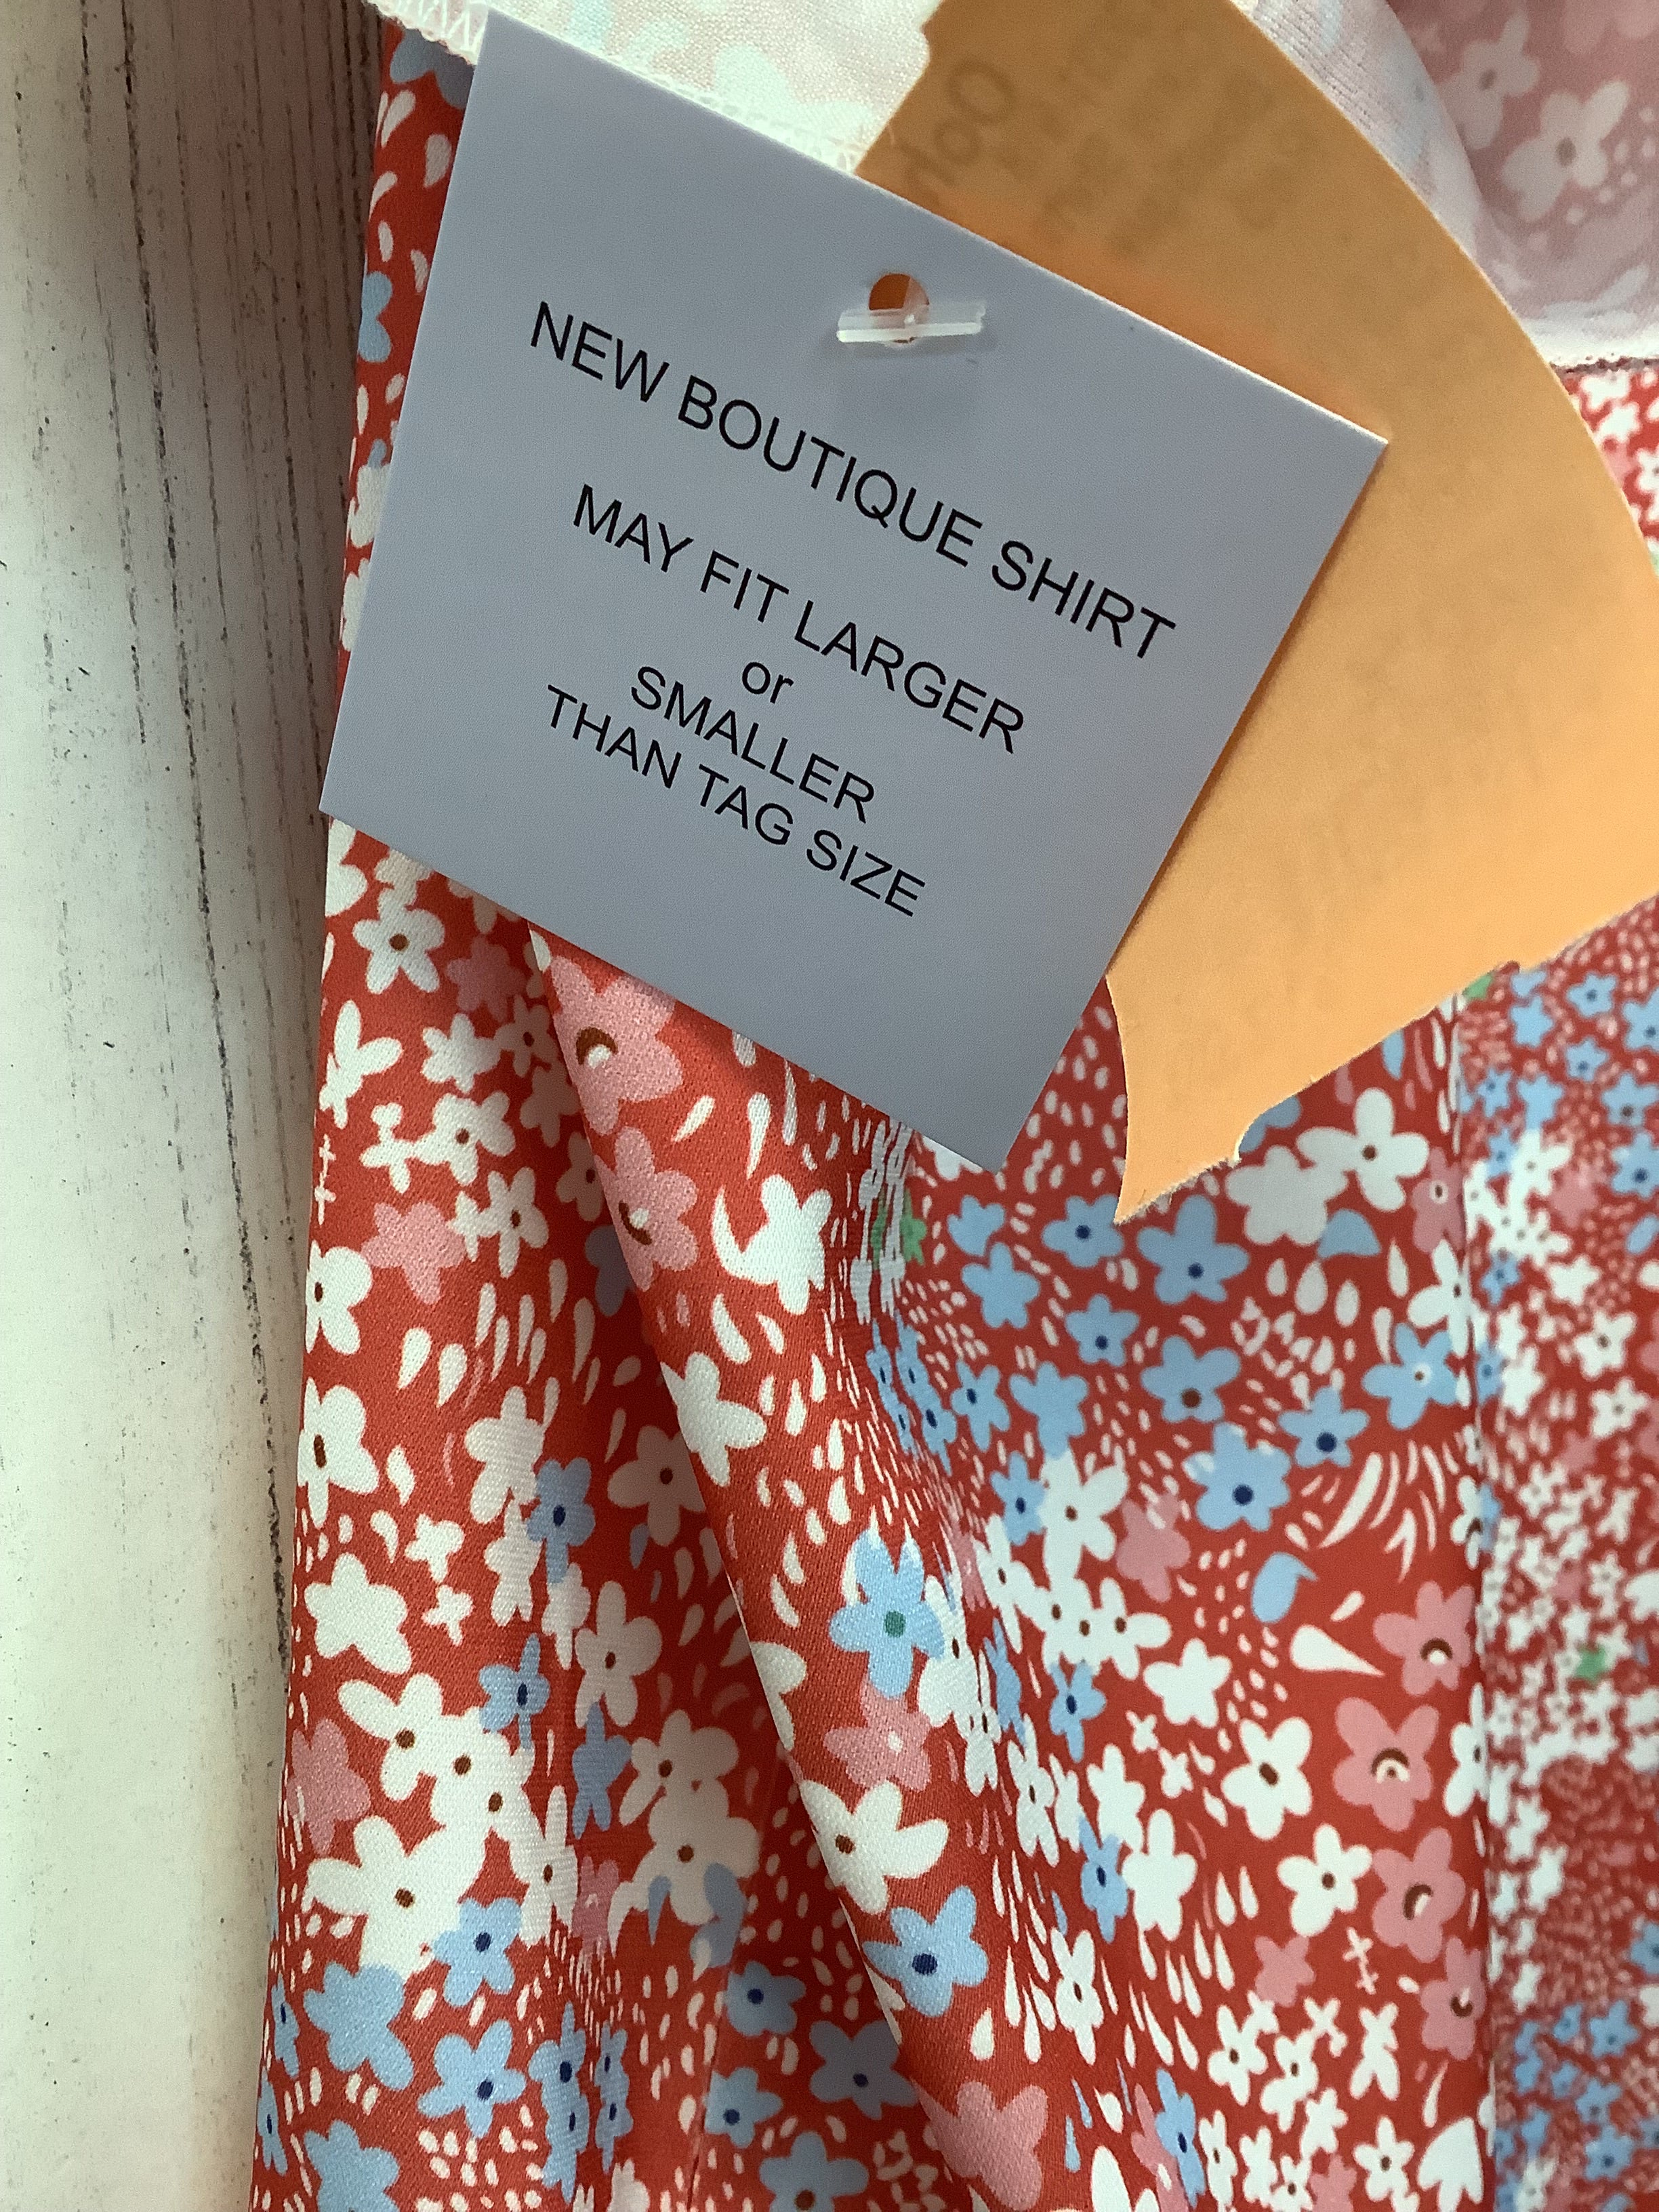 NEW BOUTIQUE SHIRT
MAY FIT LARGER
or
SMALLER
THAN TAG SIZE